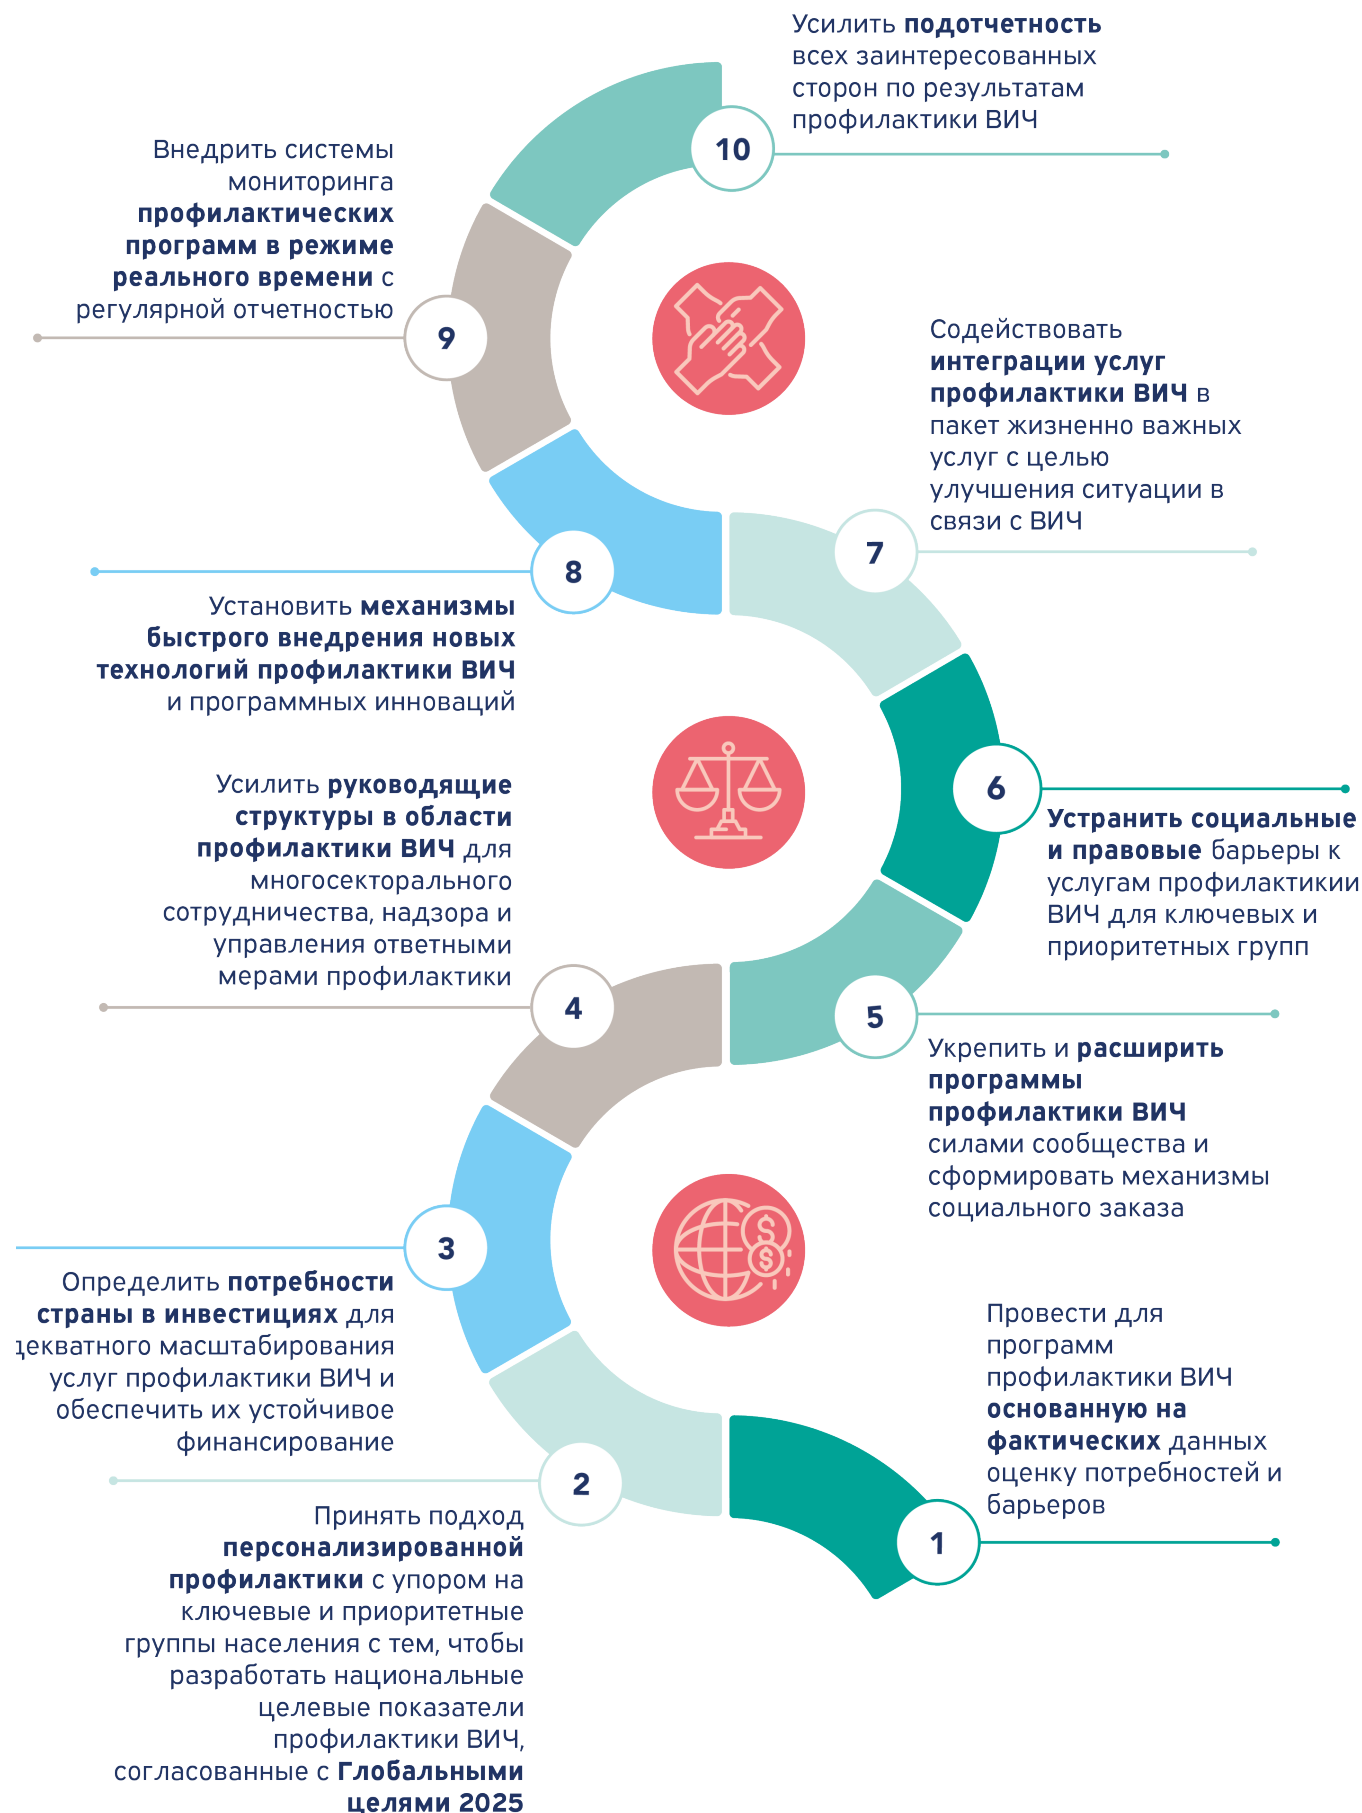 Усилить подотчетность
всех заинтересованных
сторон по результатам
профилактики ВИЧ
10
Внедрить системы
мониторинга
профилактических
программ в режиме
реального времени с
регулярной отчетностью
9
Содействовать
интеграции услуг
профилактики ВИЧ в
пакет жизненно важных
услуг с целью
улучшения ситуации в
связи с ВИЧ
7
8
Установить механизмы
быстрого внедрения новых
технологий профилактики ВИЧ
и программных инноваций
6
Устранить социальные
и правовые барьеры к
услугам профилактикии
ВИЧ для ключевых и
приоритетных групп
Усилить руководящие
структуры в области
профилактики ВИЧ для
многосекторального
сотрудничества, надзора и
управления ответными
мерами профилактики
4
5
Укрепить и расширить
программы
профилактики ВИЧ
силами сообщества и
сформировать механизмы
социального заказа
3
Определить потребности
страны в инвестициях для
декватного масштабирования
услуг профилактики ВИЧ и
обеспечить их устойчивое
финансирование
$
$
Провести для
программ
профилактики ВИЧ
основанную на
фактических данных
оценку потребностей и
барьеров
1
2
Принять подход
персонализированной
профилактики с упором на
ключевые и приоритетные
группы населения с тем, чтобы
разработать национальные
целевые показатели
профилактики ВИЧ,
согласованные с Глобальными
целями 2025